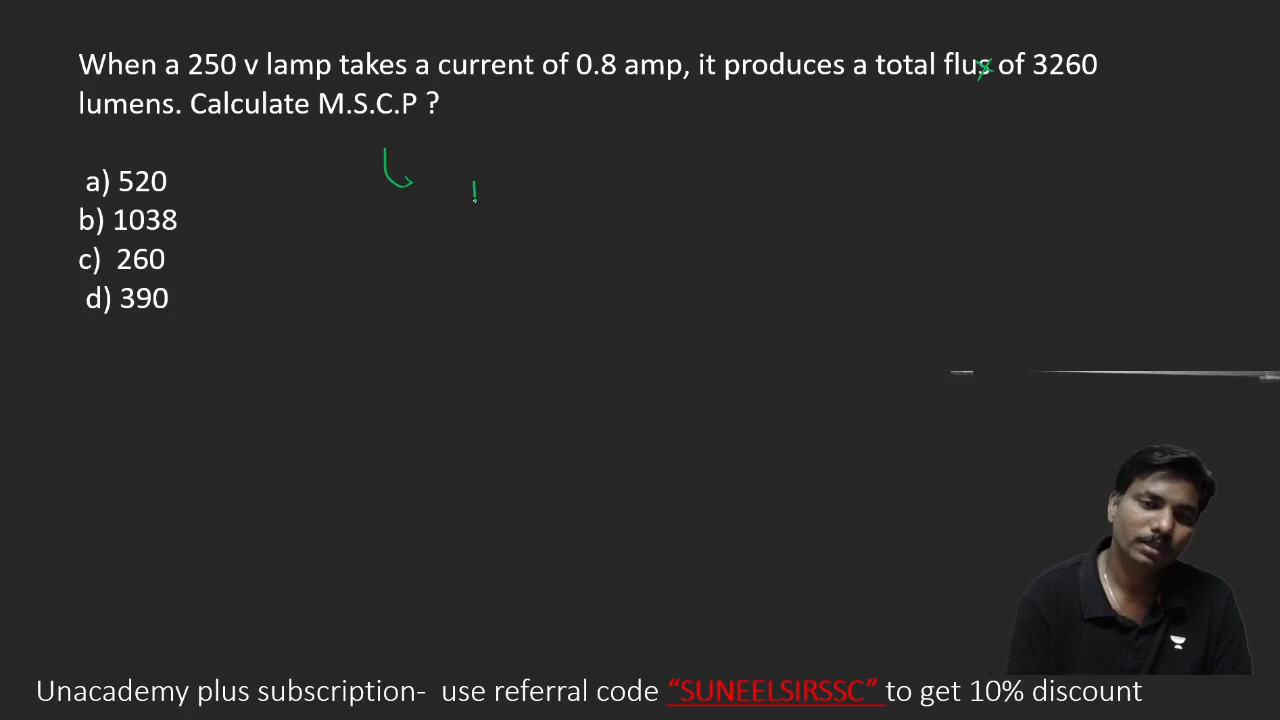 When a 250 v lamp takes a current of 0.8 amp, it produces a total flux of 3260
lumens. Calculate M.S.C.P ?
a) 520
b) 1038
c) 260
d) 390
Unacademy plus subscription- use referral code “SUNEELSIRSSC” to get 10% discount